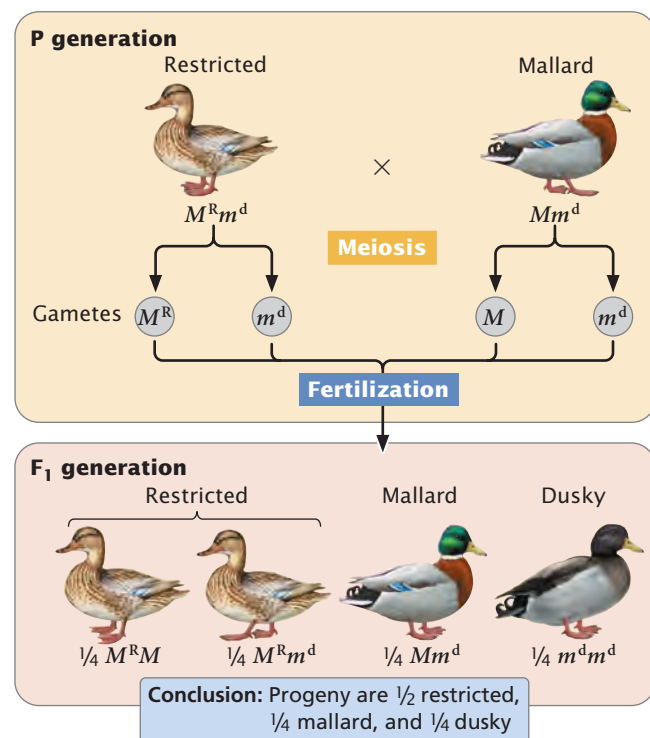 P generation
Restricted
Mallard
×
Mᴿmᵈ
Mmᵈ
Meiosis
Gametes
Mᴿ
mᵈ
M
mᵈ
Fertilization
F₁ generation
Restricted
Mallard
Dusky
¼ MᴿM
¼ Mᴿmᵈ
¼ Mmᵈ
¼ mᵈmᵈ
Conclusion: Progeny are ½ restricted,
¼ mallard, and ¼ dusky